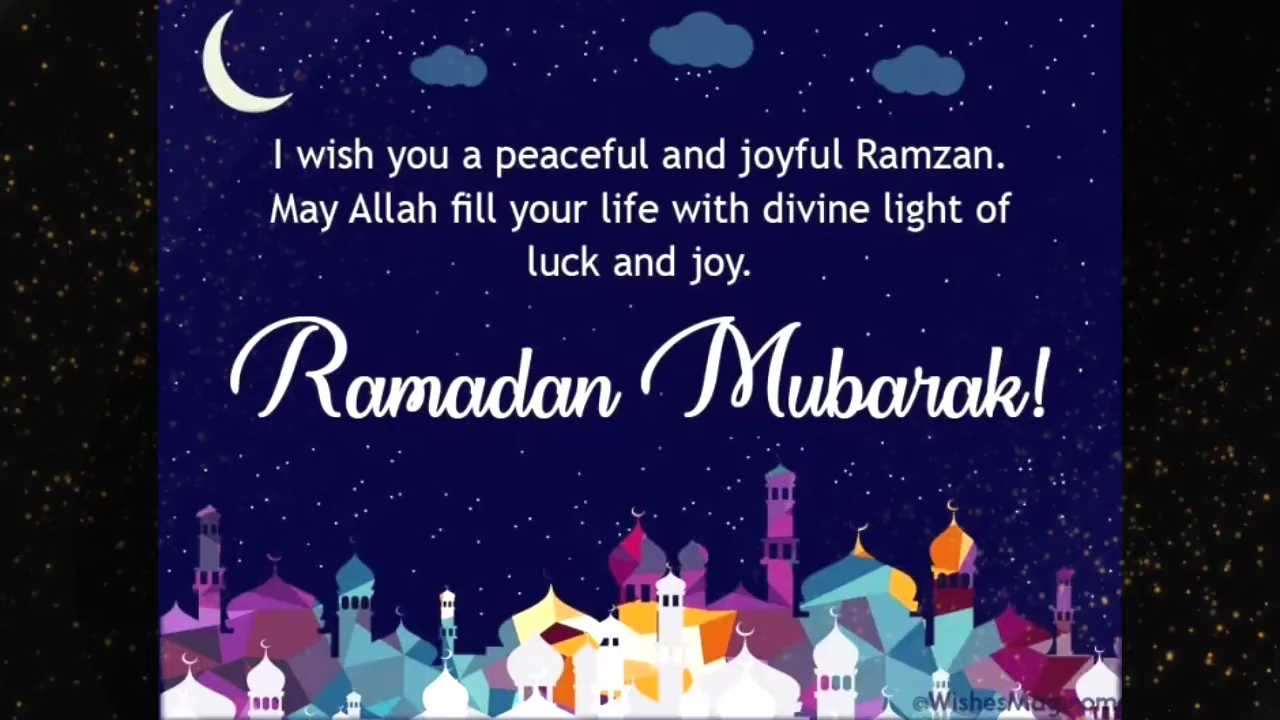 I wish you a peaceful and joyful Ramzan.
May Allah fill your life with divine light of
luck and joy.
Ramadan Mubarak!